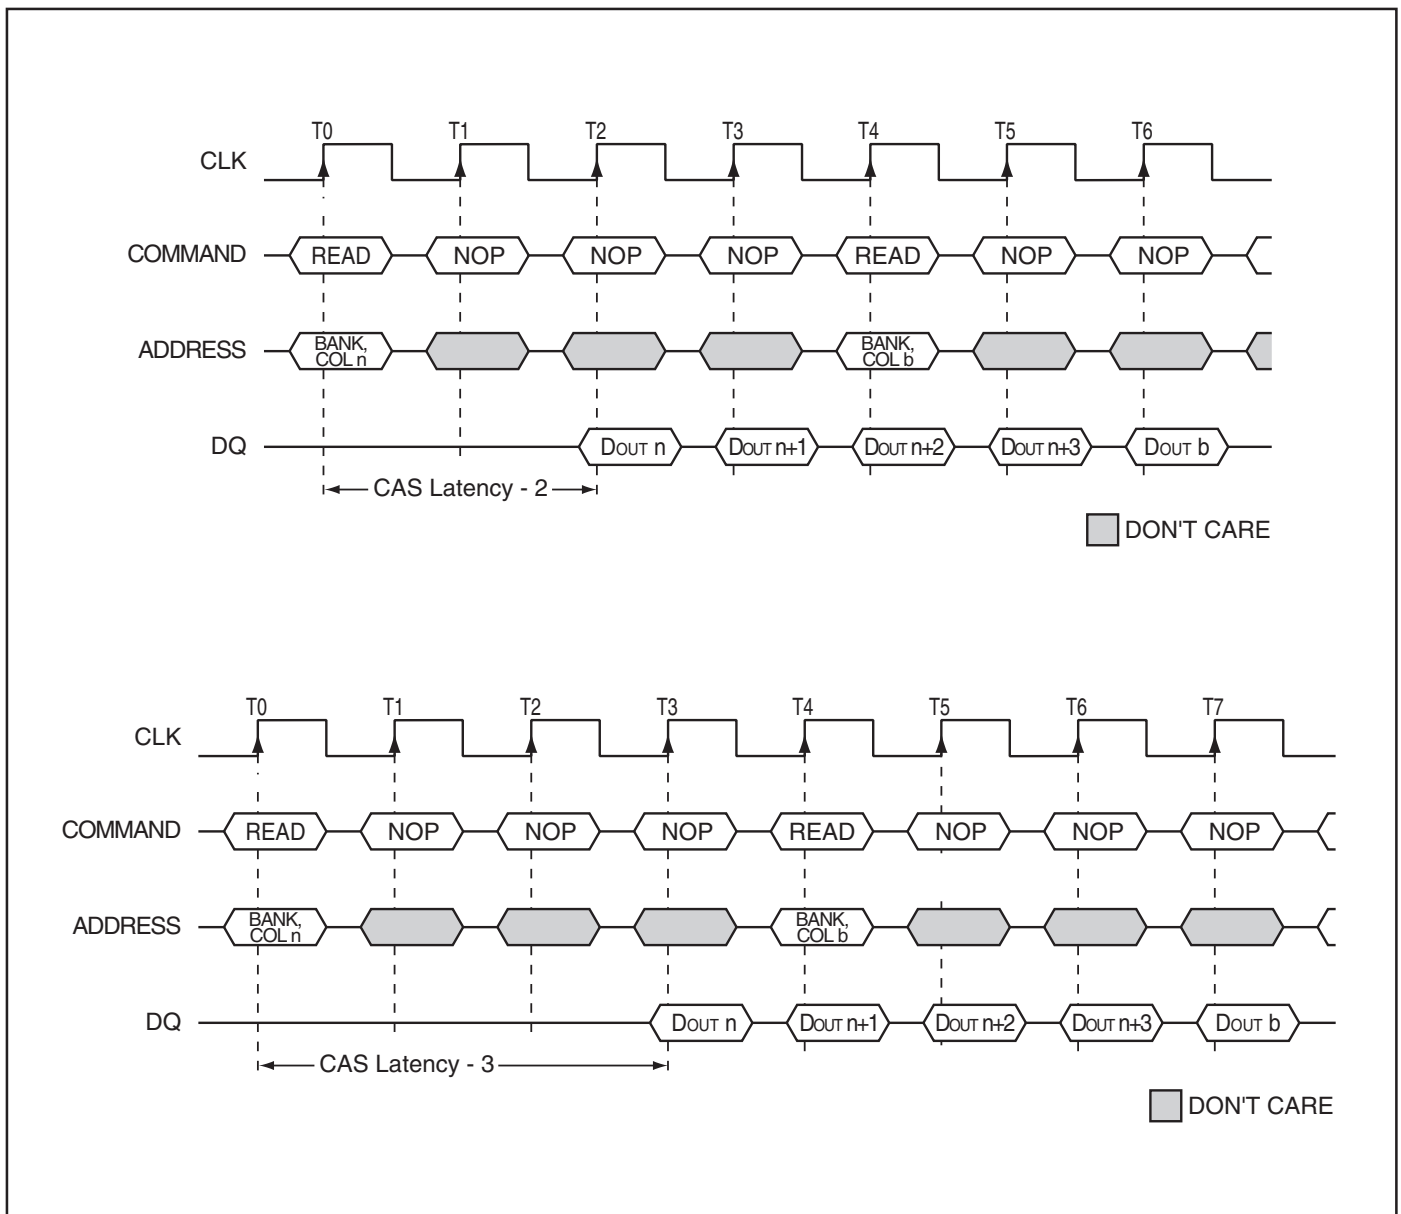 T0 T1 T2 T3 T4 T5 T6
CLK
COMMAND READ NOP NOP NOP READ NOP NOP
ADDRESS BANK, COL n BANK, COL b
DQ DOUT n DOUT n+1 DOUT n+2 DOUT n+3 DOUT b
CAS Latency - 2
DON'T CARE
T0 T1 T2 T3 T4 T5 T6 T7
CLK
COMMAND READ NOP NOP NOP READ NOP NOP NOP
ADDRESS BANK, COL n BANK, COL b
DQ DOUT n DOUT n+1 DOUT n+2 DOUT n+3 DOUT b
CAS Latency - 3
DON'T CARE